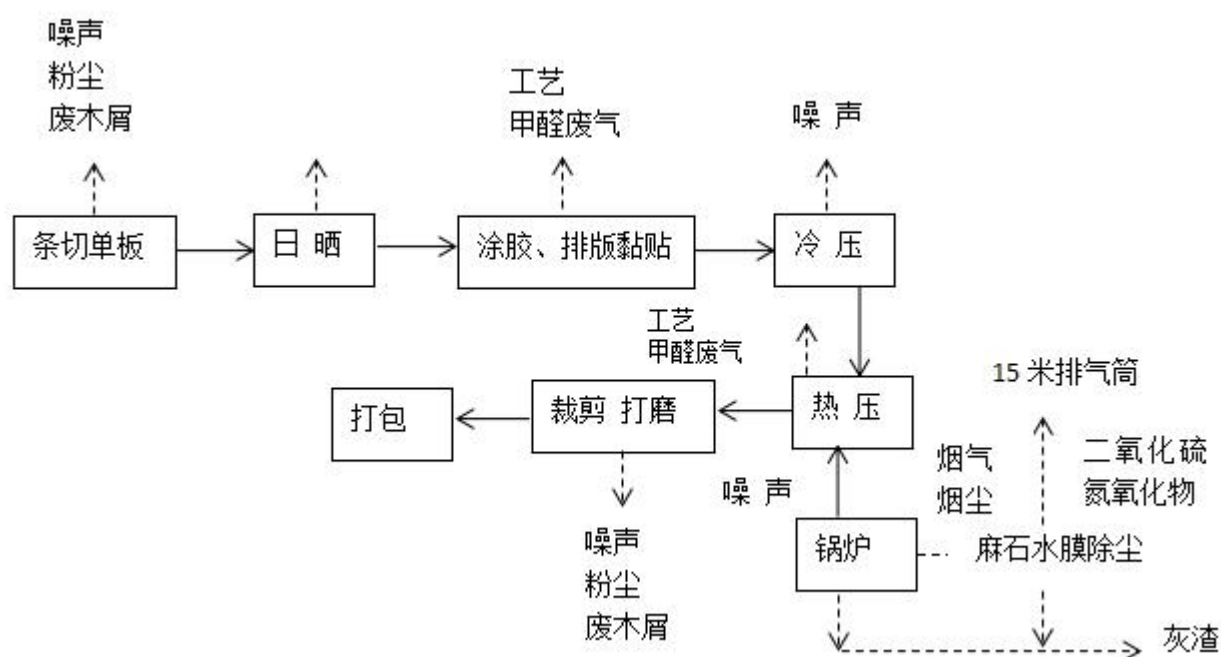 噪声
粉尘
废木屑
工艺
甲醛废气
噪 声
条切单板
日 晒
涂胶、排版黏贴
冷 压
工艺
甲醛废气
15 米排气筒
打包
裁剪 打磨
热 压
烟气
烟尘
二氧化硫
氮氧化物
噪 声
噪声
粉尘
废木屑
锅炉
麻石水膜除尘
灰渣